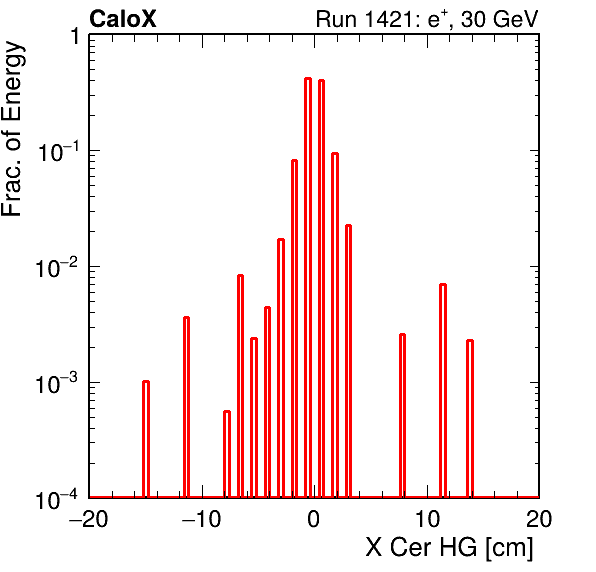 CaloX Run 1421: e⁺, 30 GeV
Frac. of Energy
1
10⁻¹
10⁻²
10⁻³
10⁻⁴
−20 −10 0 10 20
X Cer HG [cm]